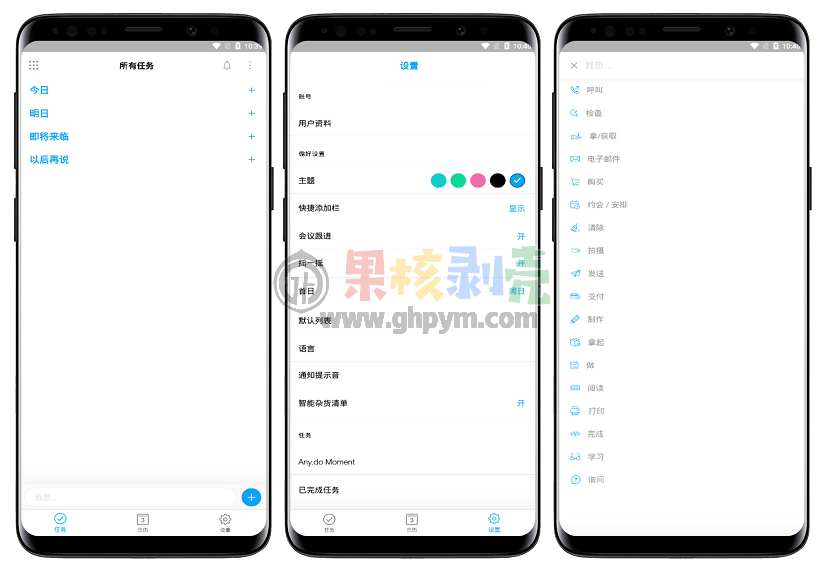 10:39
所有任务
今日
+
明日
+
即将来临
+
以后再说
+
我想...
+
任务
3
日历
设置
10:40
设置
账号
用户资料
偏好设置
主题
快捷添加栏 显示
会议跟进 开
摇一摇 开
首日 周日
默认列表
语言
通知提示音
智能杂货清单 开
任务
Any.do Moment
已完成任务
任务
3
日历
设置
10:40
× 我想...
呼叫
检查
拿/获取
电子邮件
购买
约会 / 安排
清除
拍摄
发送
支付
制作
拿起
做
阅读
打印
完成
学习
询问
果核剥壳
www.ghpym.com